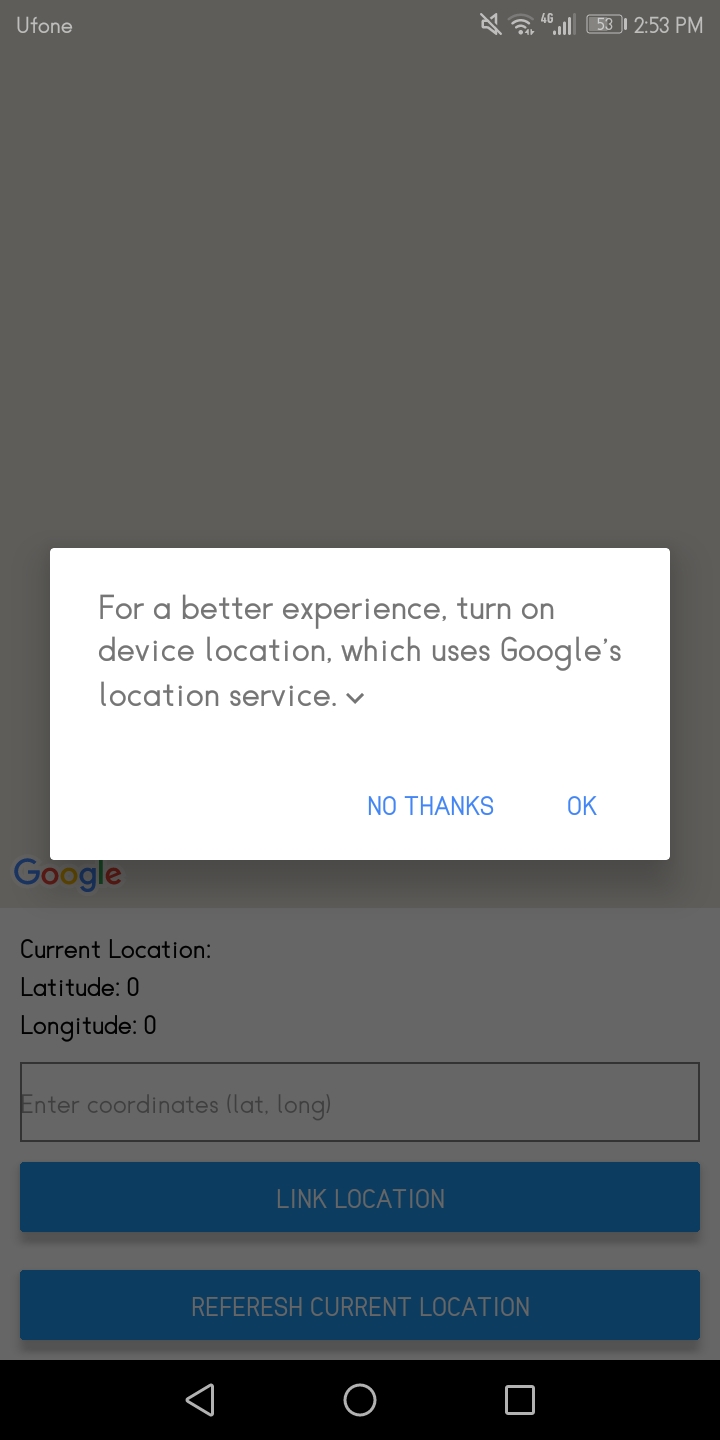 Ufone 4G 53 2:53 PM
For a better experience, turn on
device location, which uses Google's
location service.
NO THANKS OK
Google
Current Location:
Latitude: 0
Longitude: 0
Enter coordinates (lat, long)
LINK LOCATION
REFERESH CURRENT LOCATION